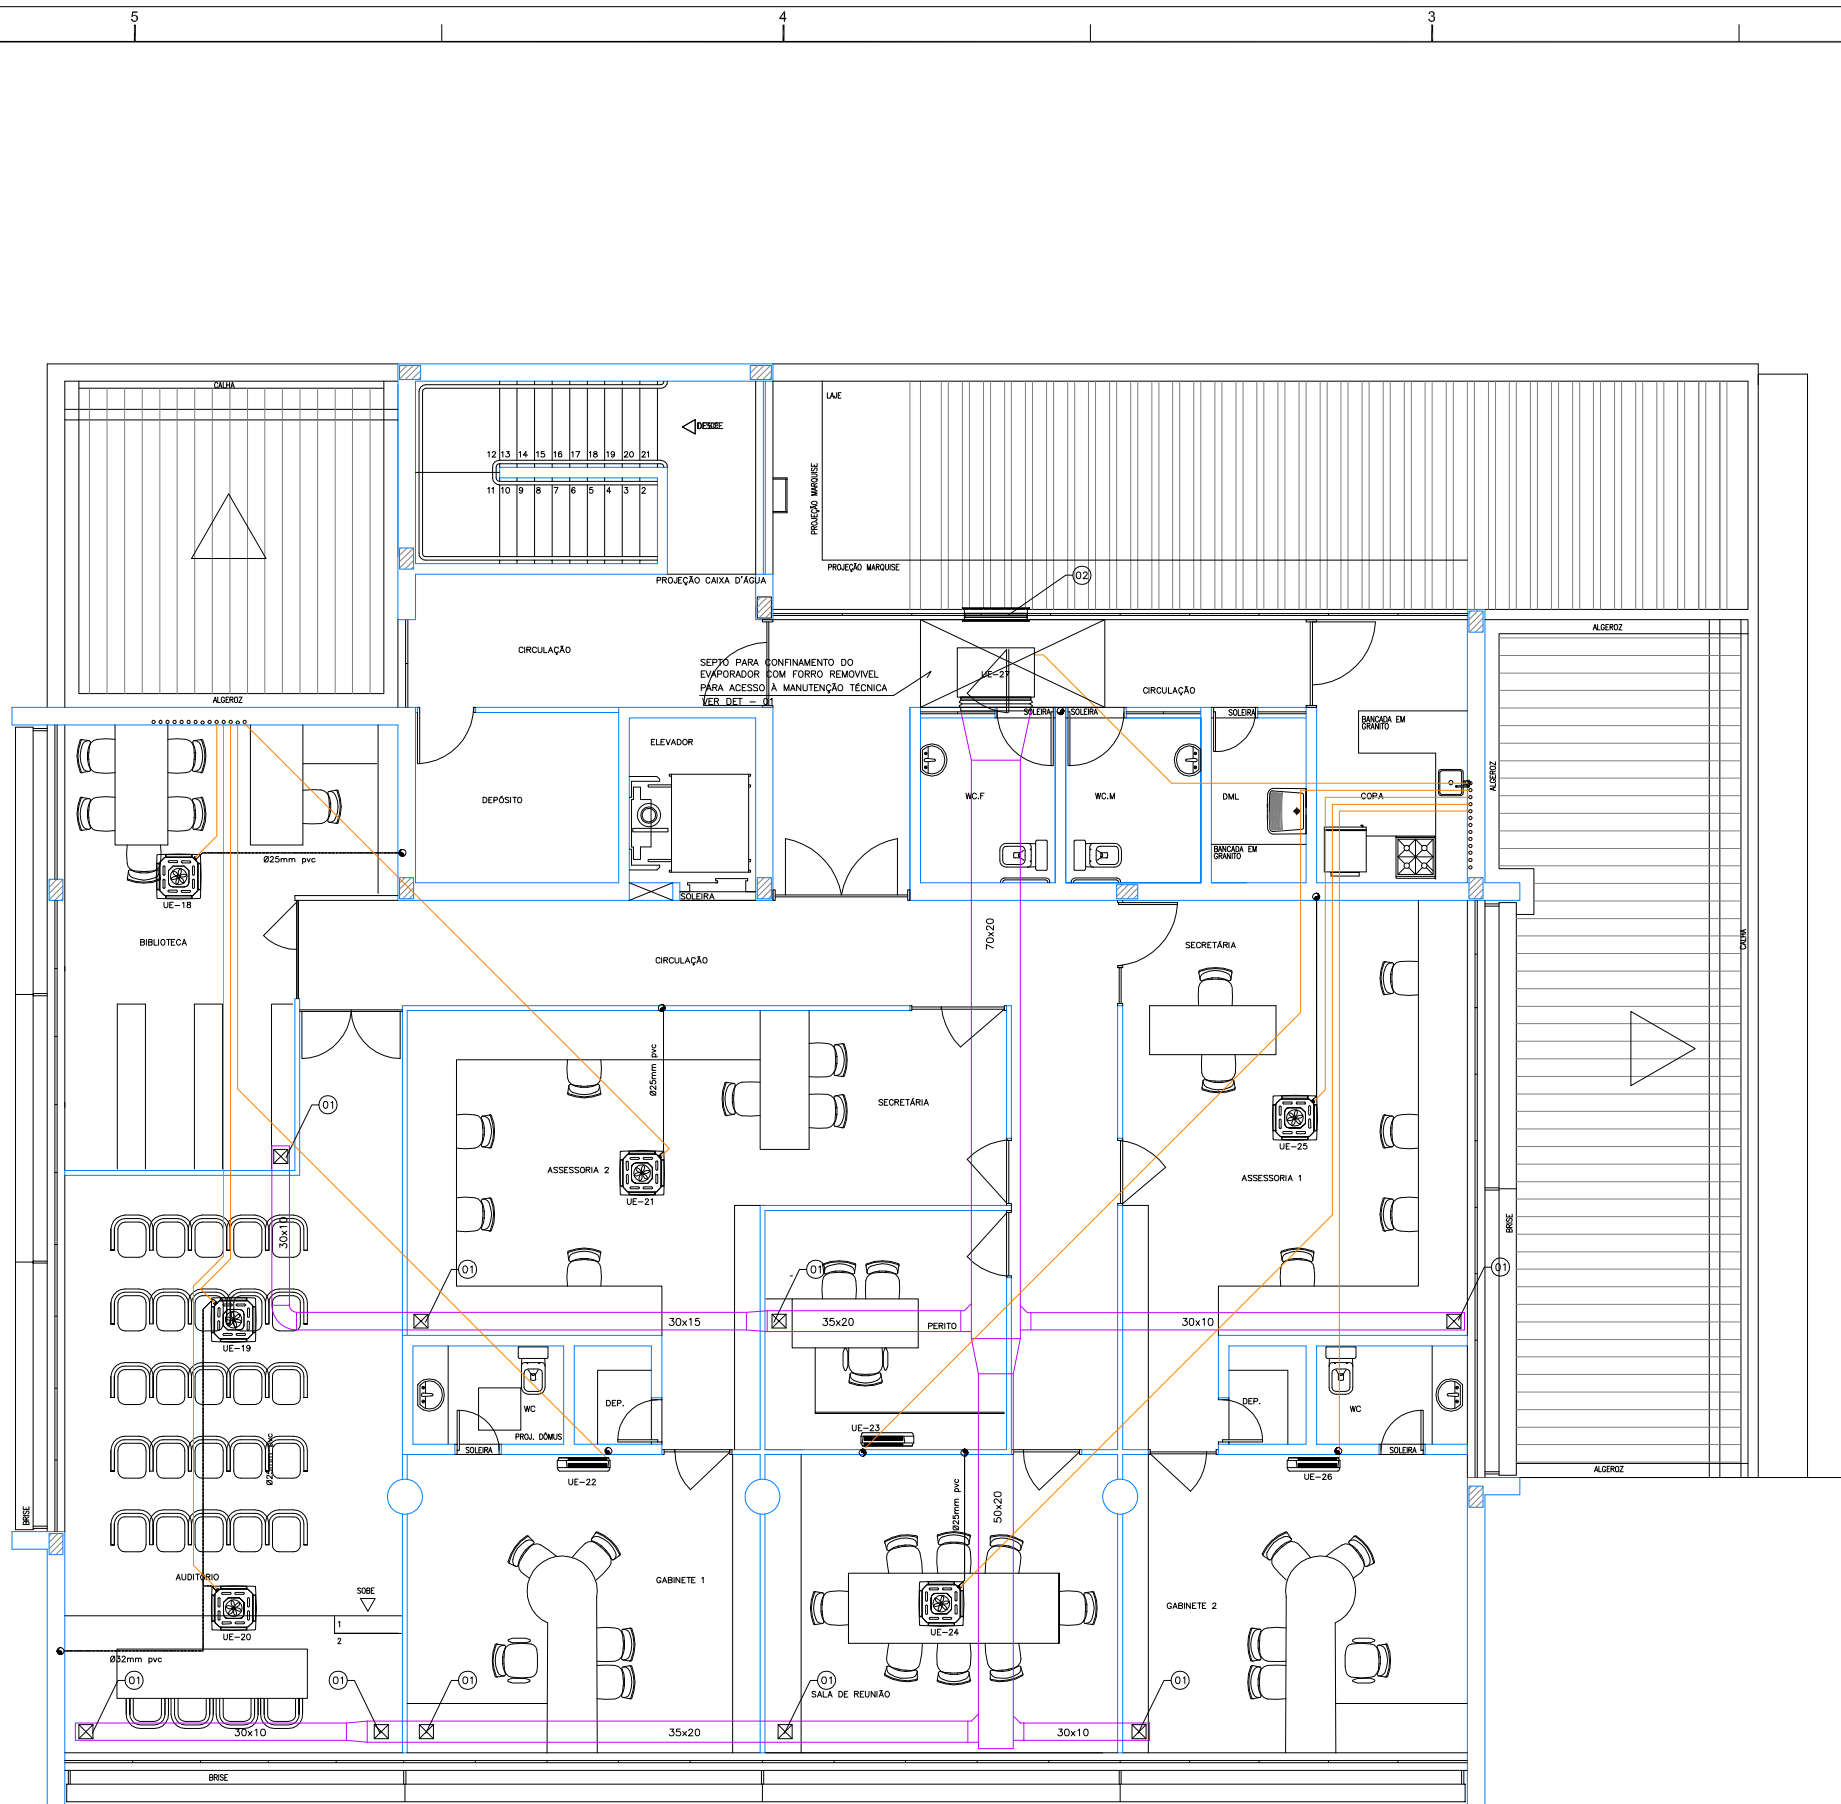 5
4
3
CALHA
LAJE
12
13
14
15
16
17
18
19
20
21
11
10
9
8
7
6
5
4
3
2
PROJEÇÃO MARQUISE
PROJEÇÃO MARQUISE
PROJEÇÃO CAIXA D'ÁGUA
02
ALGEROZ
CIRCULAÇÃO
SEPTO PARA CONFINAMENTO DO
EVAPORADOR COM FORRO REMOVIVEL
PARA ACESSO À MANUTENÇÃO TÉCNICA
VER DET - 01
UE-27
CIRCULAÇÃO
ALGEROZ
SOLEIRA
SOLEIRA
SOLEIRA
BANCADA EM
GRANITO
ELEVADOR
ALGEROZ
DEPÓSITO
WC.F
WC.M
DML
COPA
Ø25mm pvc
BANCADA EM
GRANITO
UE-18
SOLEIRA
BIBLIOTECA
CIRCULAÇÃO
70x20
SECRETÁRIA
CALHA
Ø25mm pvc
SECRETÁRIA
01
UE-25
ASSESSORIA 2
UE-21
ASSESSORIA 1
30x10
BRISE
01
01
01
30x15
35x20
PERITO
30x10
UE-19
DEP.
WC
PROJ. DÔMUS
DEP.
WC
UE-23
SOLEIRA
SOLEIRA
Ø25mm pvc
UE-22
UE-26
ALGEROZ
BRISE
Ø25mm pvc
50x20
AUDITÓRIO
SOBE
GABINETE 1
GABINETE 2
1
2
UE-20
UE-24
Ø32mm pvc
01
01
01
01
01
SALA DE REUNIÃO
30x10
35x20
30x10
BRISE